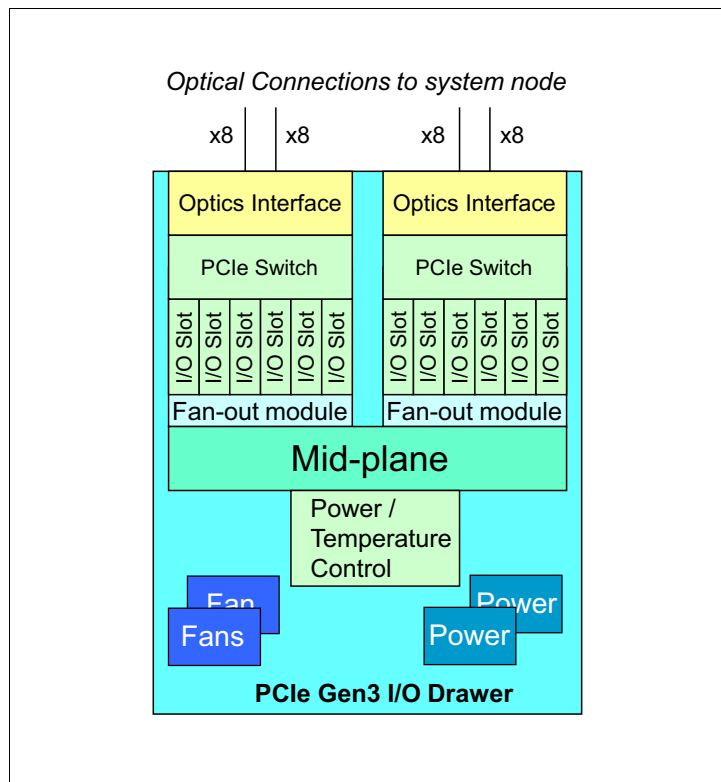 Optical Connections to system node
x8 x8 x8 x8
Optics Interface Optics Interface
PCIe Switch PCIe Switch
I/O Slot I/O Slot I/O Slot I/O Slot I/O Slot I/O Slot I/O Slot I/O Slot I/O Slot I/O Slot I/O Slot I/O Slot
Fan-out module Fan-out module
Mid-plane
Power /
Temperature
Control
Fan Power
Fans Power
PCIe Gen3 I/O Drawer